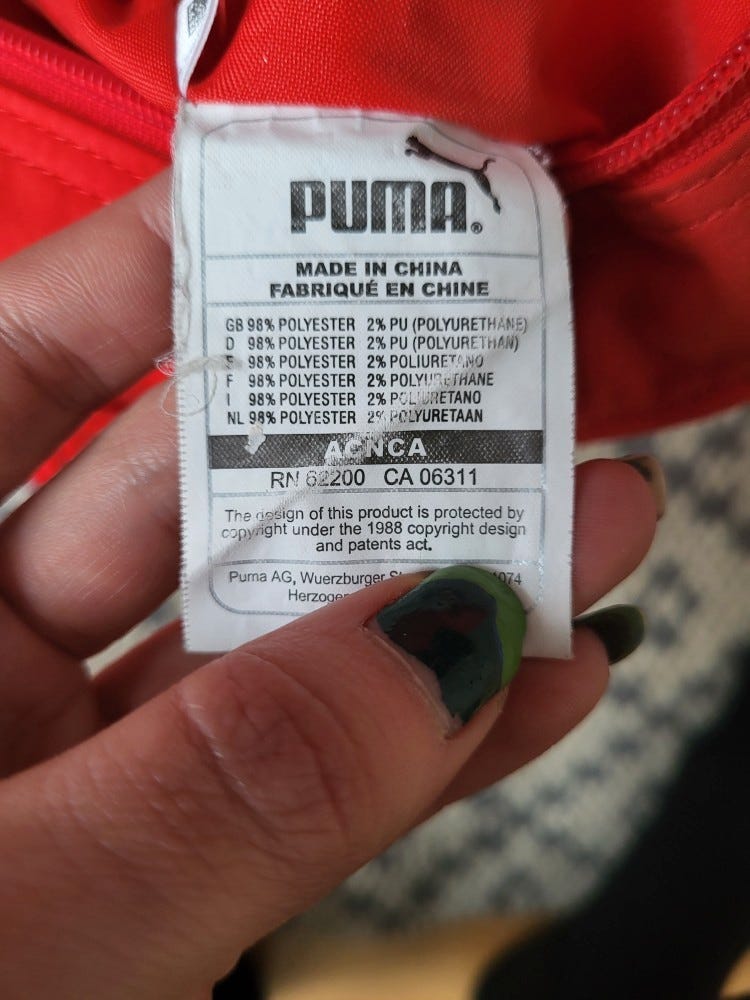 PUMA®
MADE IN CHINA
FABRIQUÉ EN CHINE
GB 98% POLYESTER 2% PU (POLYURETHANE)
D 98% POLYESTER 2% PU (POLYURETHAN)
98% POLYESTER 2% POLIURETANO
F 98% POLYESTER 2% POLYURETHANE
I 98% POLYESTER 2% POLIURETANO
NL 98% POLYESTER 2% POLYURETAAN
RN 62200 CA 06311
The design of this product is protected by
copyright under the 1988 copyright design
and patents act.
Puma AG, Wuerzburger